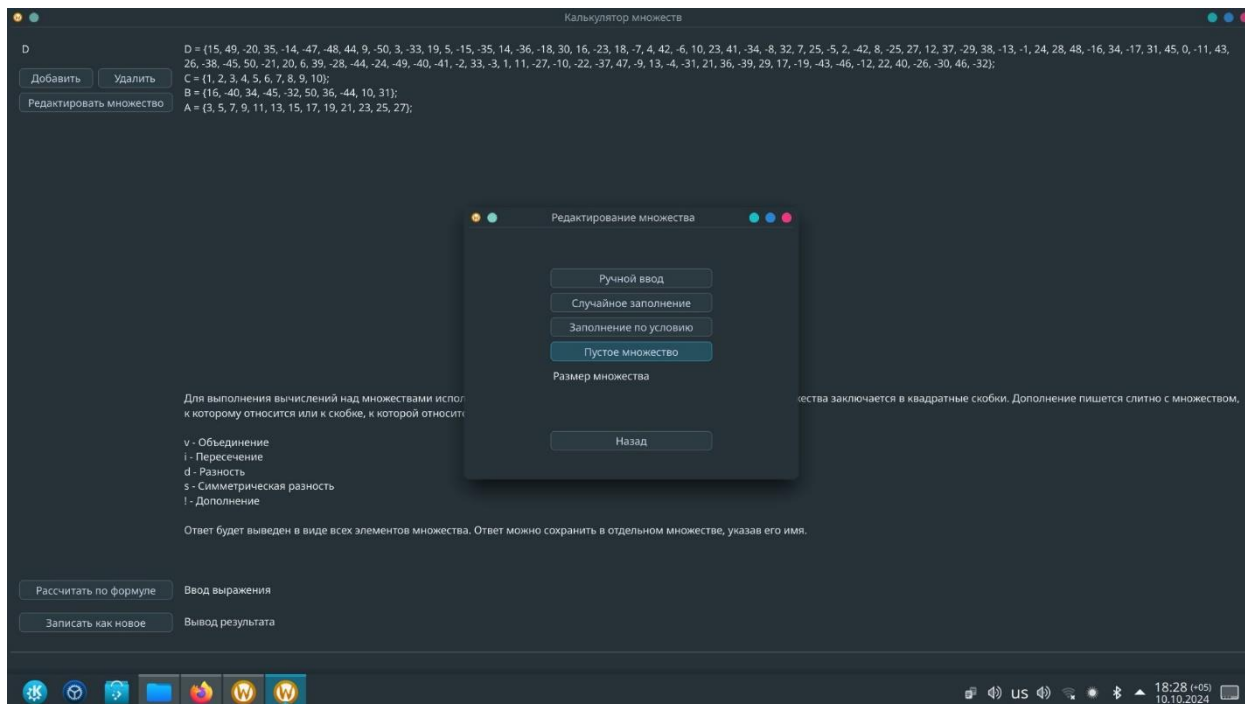 Калькулятор множеств
D
D = {15, 49, -20, 35, -14, -47, -48, 44, 9, -50, 3, -33, 19, 5, -15, -35, 14, -36, -18, 30, 16, -23, 18, -7, 4, 42, -6, 10, 23, 41, -34, -8, 32, 7, 25, -5, 2, -42, 8, -25, 27, 12, 37, -29, 38, -13, -1, 24, 28, 48, -16, 34, -17, 31, 45, 0, -11, 43,
26, -38, -45, 50, -21, 20, 6, 39, -28, -44, -24, -49, -40, -41, -2, 33, -3, 1, 11, -27, -10, -22, -37, 47, -9, 13, -4, -31, 21, 36, -39, 29, 17, -19, -43, -46, -12, 22, 40, -26, -30, 46, -32};
Добавить Удалить
C = {1, 2, 3, 4, 5, 6, 7, 8, 9, 10};
B = {16, -40, 34, -45, -32, 50, 36, -44, 10, 31};
Редактировать множество
A = {3, 5, 7, 9, 11, 13, 15, 17, 19, 21, 23, 25, 27};
Редактирование множества
Ручной ввод
Случайное заполнение
Заполнение по условию
Пустое множество
Размер множества
Назад
Для выполнения вычислений над множествами испол ества заключается в квадратные скобки. Дополнение пишется слитно с множеством,
к которому относится или к скобке, к которой относит
v - Объединение
i - Пересечение
d - Разность
s - Симметрическая разность
! - Дополнение
Ответ будет выведен в виде всех элементов множества. Ответ можно сохранить в отдельном множестве, указав его имя.
Рассчитать по формуле Ввод выражения
Записать как новое Вывод результата
US 18:28 (+05)
10.10.2024